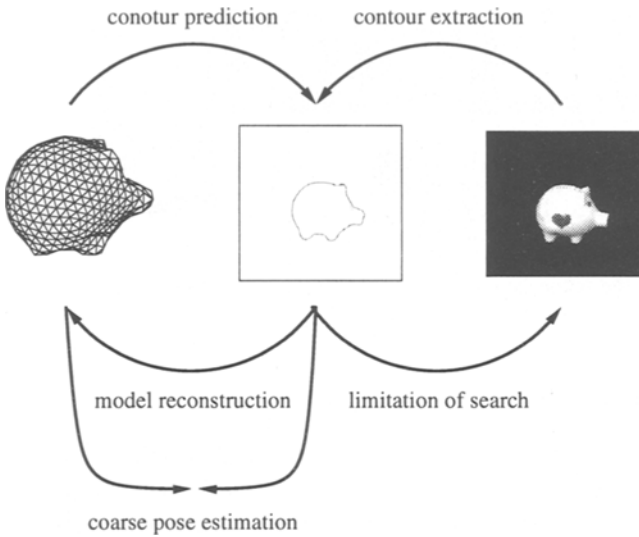 conotur prediction
contour extraction
model reconstruction
limitation of search
coarse pose estimation